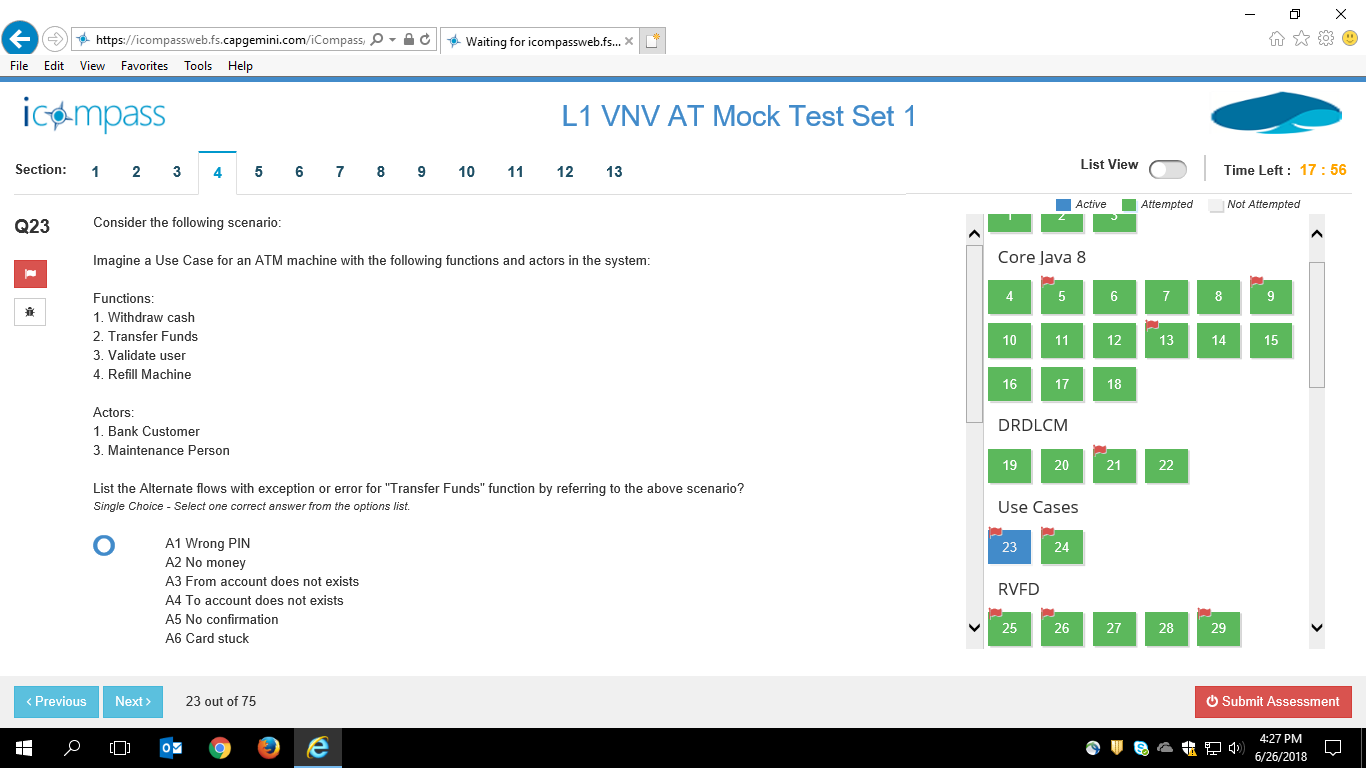 https://icompassweb.fs.capgemini.com/iCompass/
Waiting for icompassweb.fs...
File Edit View Favorites Tools Help
icompass
L1 VNV AT Mock Test Set 1
Section: 1 2 3 4 5 6 7 8 9 10 11 12 13
List View
Time Left : 17 : 56
Active Attempted Not Attempted
Q23
Consider the following scenario:
Imagine a Use Case for an ATM machine with the following functions and actors in the system:
Functions:
1. Withdraw cash
2. Transfer Funds
3. Validate user
4. Refill Machine
Actors:
1. Bank Customer
3. Maintenance Person
List the Alternate flows with exception or error for "Transfer Funds" function by referring to the above scenario?
Single Choice - Select one correct answer from the options list.
A1 Wrong PIN
A2 No money
A3 From account does not exists
A4 To account does not exists
A5 No confirmation
A6 Card stuck
1 2 3
Core Java 8
4 5 6 7 8 9
10 11 12 13 14 15
16 17 18
DRDLCM
19 20 21 22
Use Cases
23 24
RVFD
25 26 27 28 29
Previous Next 23 out of 75
Submit Assessment
4:27 PM
6/26/2018